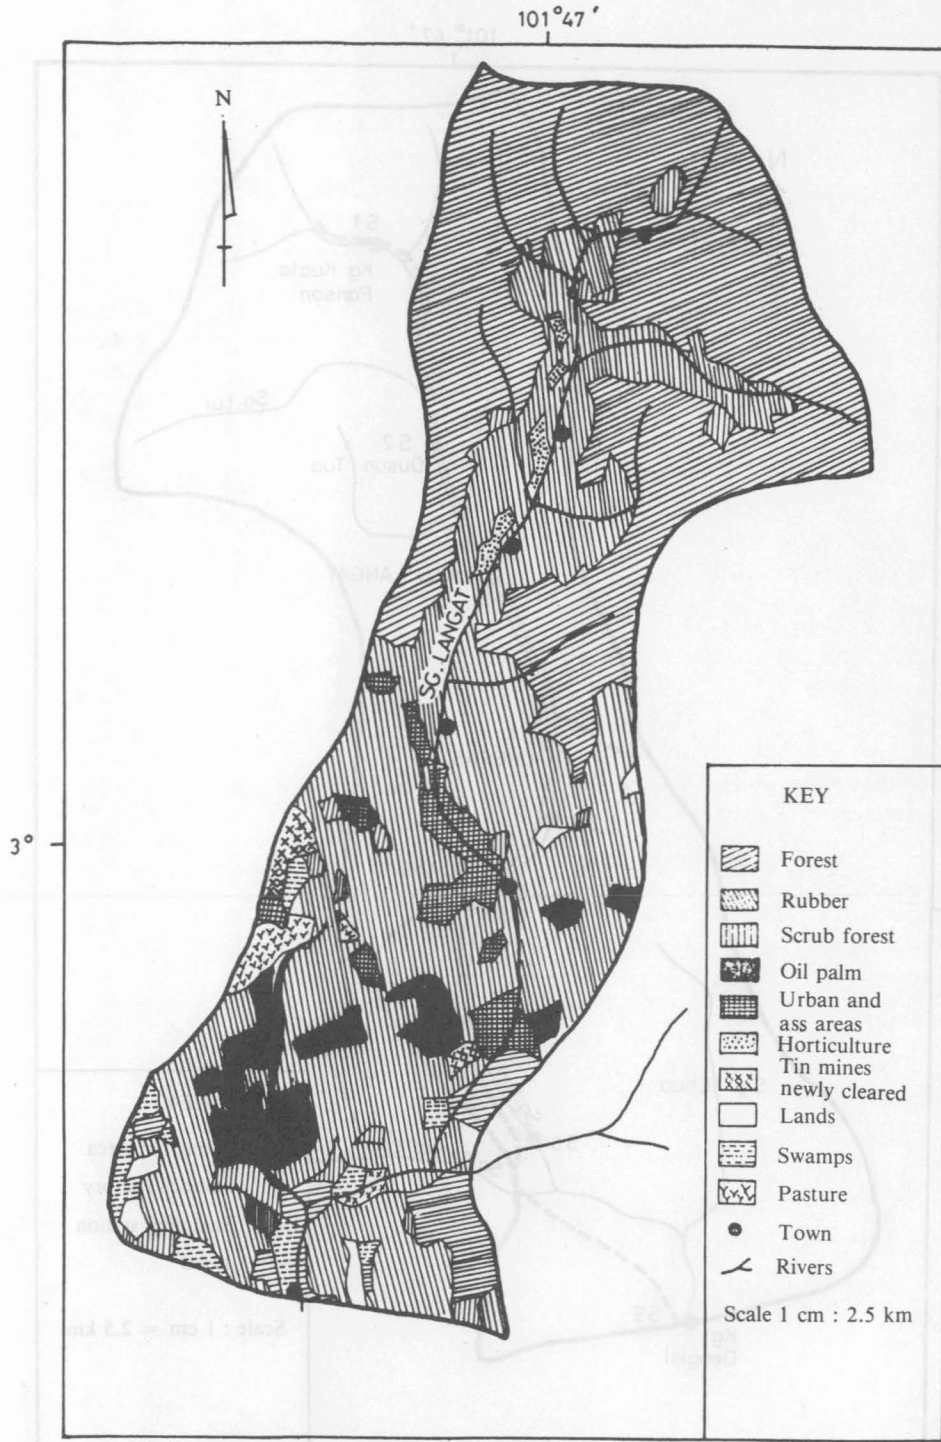 101°47′
N
3°
SG. LANGAT
KEY
Forest
Rubber
Scrub forest
Oil palm
Urban and
ass areas
Horticulture
Tin mines
newly cleared
Lands
Swamps
Pasture
Town
Rivers
Scale 1 cm : 2.5 km